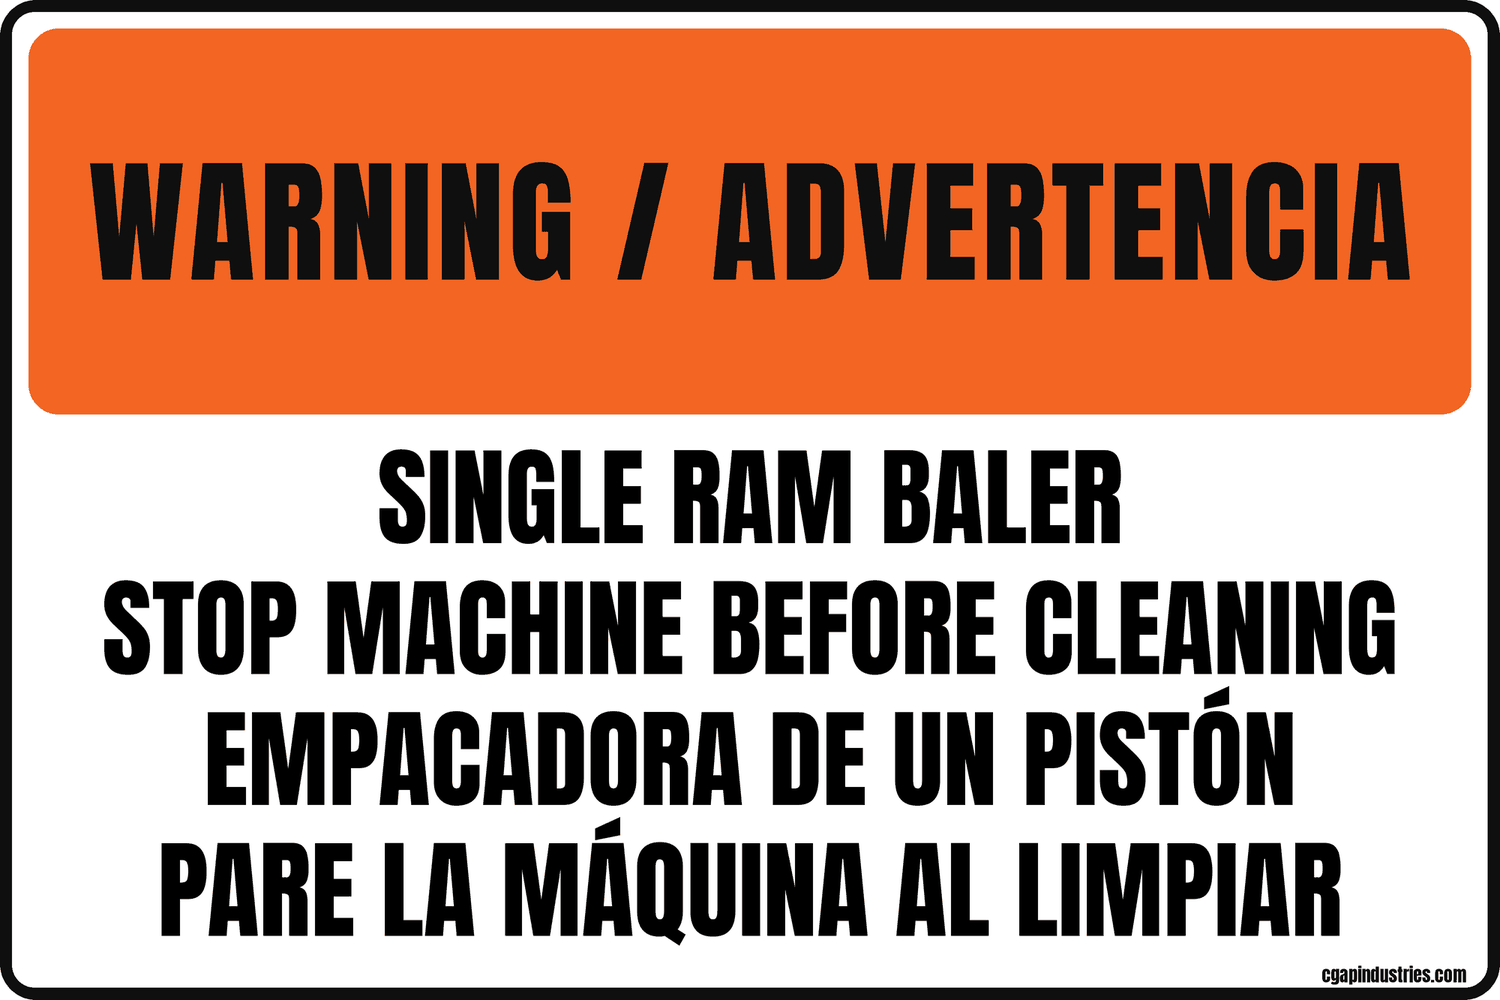 WARNING / ADVERTENCIA
SINGLE RAM BALER
STOP MACHINE BEFORE CLEANING
EMPACADORA DE UN PISTÓN
PARE LA MÁQUINA AL LIMPIAR
cgapindustries.com